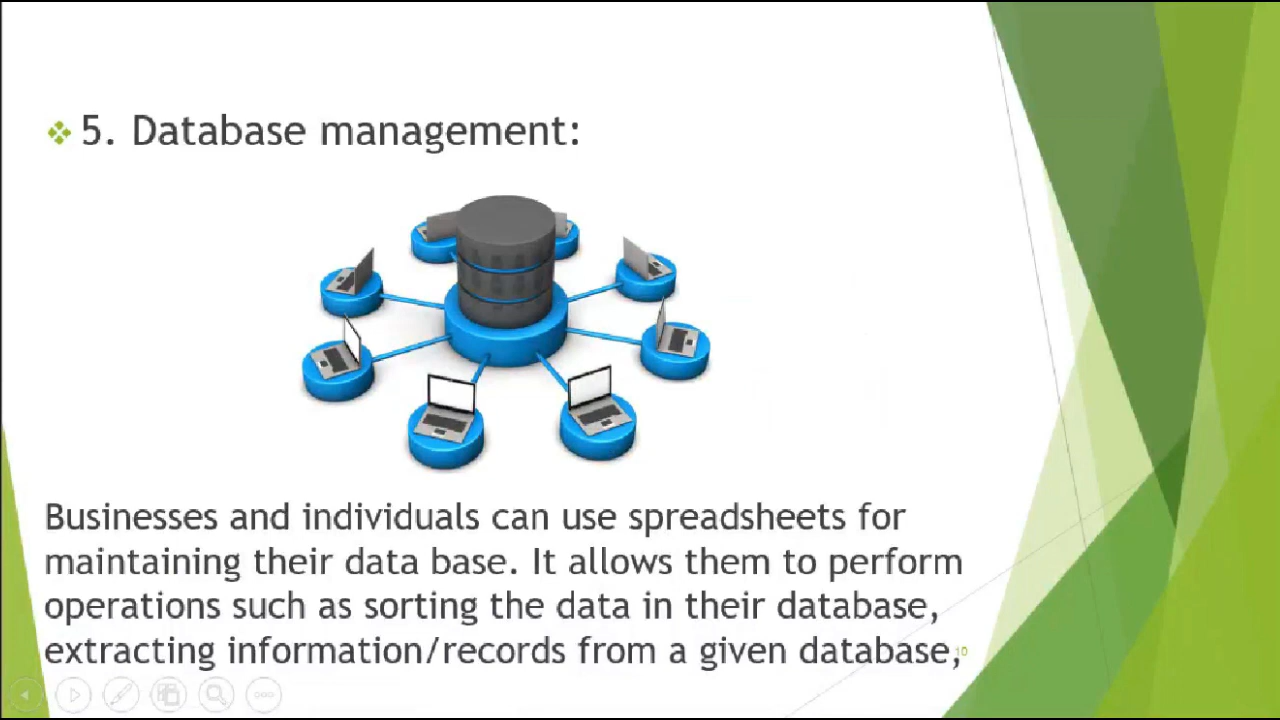 5. Database management:
Businesses and individuals can use spreadsheets for
maintaining their data base. It allows them to perform
operations such as sorting the data in their database,
extracting information/records from a given database,
10